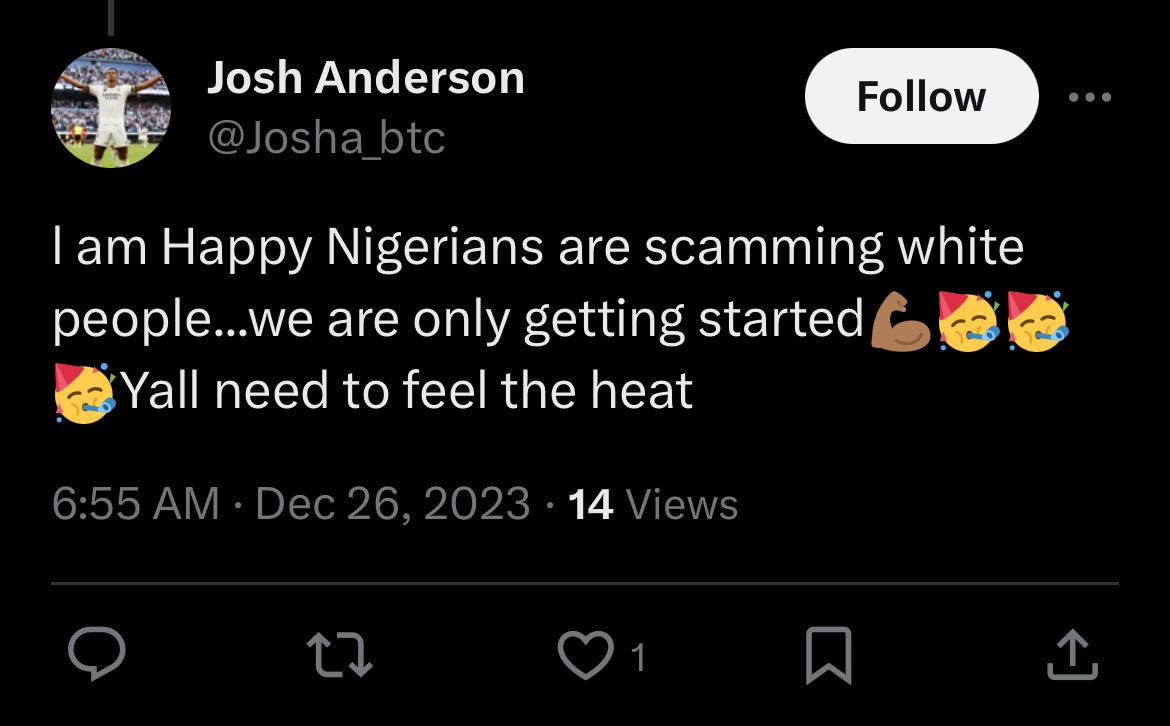 Josh Anderson
@Josha_btc
Follow
I am Happy Nigerians are scamming white
people...we are only getting started💪🏾🥳🥳
🥳Yall need to feel the heat
6:55 AM · Dec 26, 2023 · 14 Views
1